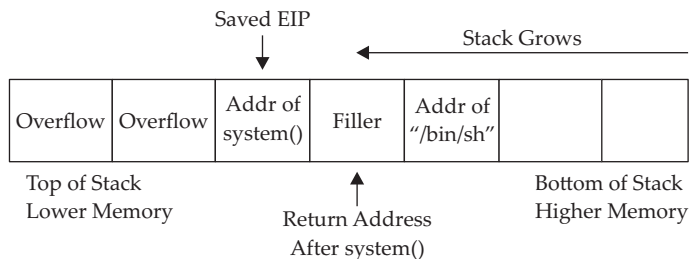 Saved EIP
Stack Grows
Overflow
Overflow
Addr of
system()
Filler
Addr of
“/bin/sh”
Top of Stack
Lower Memory
Return Address
After system()
Bottom of Stack
Higher Memory